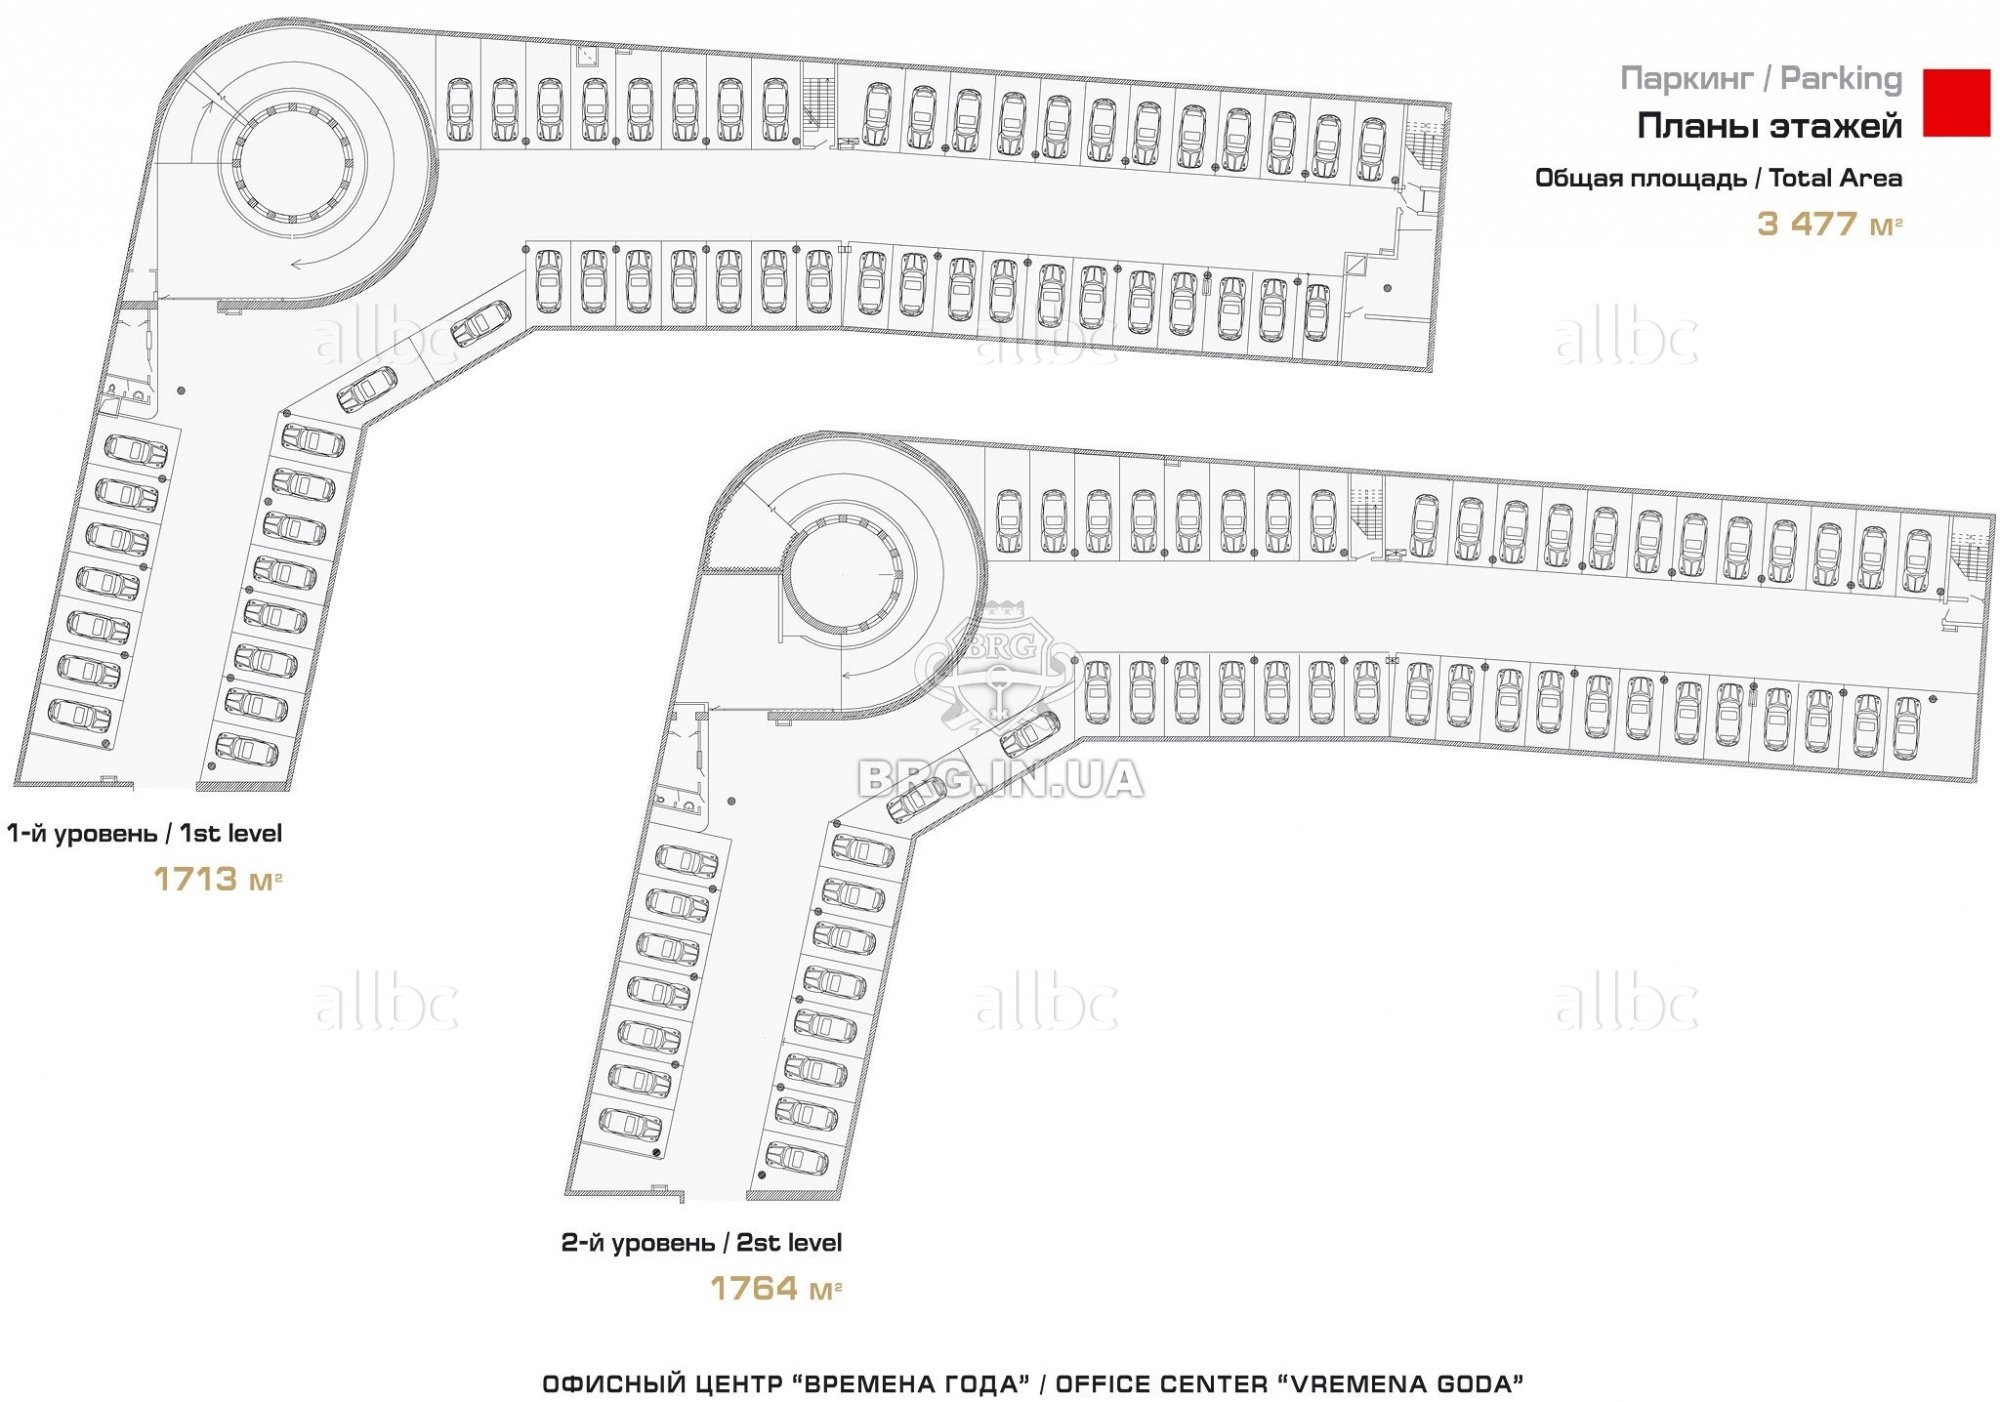 Паркинг / Parking
Планы этажей
Общая площадь / Total Area
3 477 м²
allbc
allbc
allbc
BRG
BRG.IN.UA
1-й уровень / 1st level
1713 м²
allbc
allbc
allbc
2-й уровень / 2st level
1764 м²
ОФИСНЫЙ ЦЕНТР “ВРЕМЕНА ГОДА” / OFFICE CENTER “VREMENA GODA”